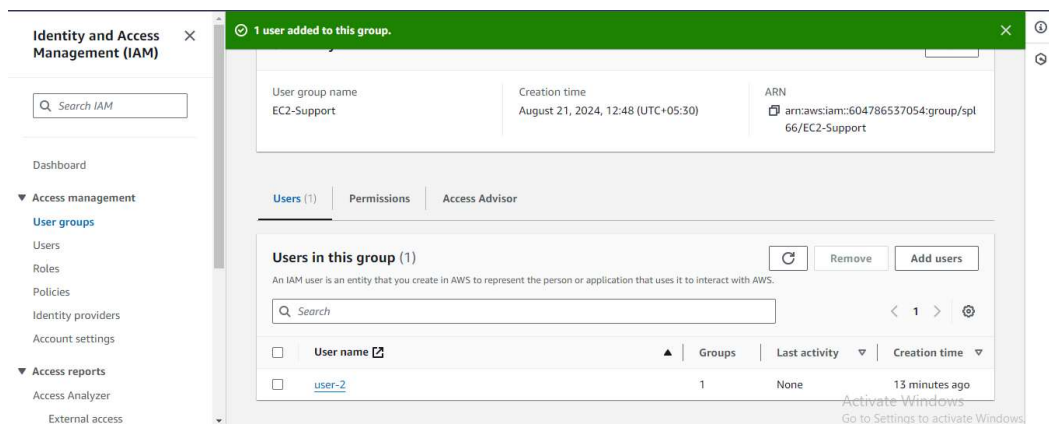 Identity and Access
Management (IAM)
Search IAM
Dashboard
Access management
User groups
Users
Roles
Policies
Identity providers
Account settings
Access reports
Access Analyzer
External access
1 user added to this group.
User group name
EC2-Support
Creation time
August 21, 2024, 12:48 (UTC+05:30)
ARN
arn:aws:iam::604786537054:group/spl
66/EC2-Support
Users (1) Permissions Access Advisor
Users in this group (1)
Remove Add users
An IAM user is an entity that you create in AWS to represent the person or application that uses it to interact with AWS.
Search
1
User name Groups Last activity Creation time
user-2 1 None 13 minutes ago
Activate Windows
Go to Settings to activate Windows.